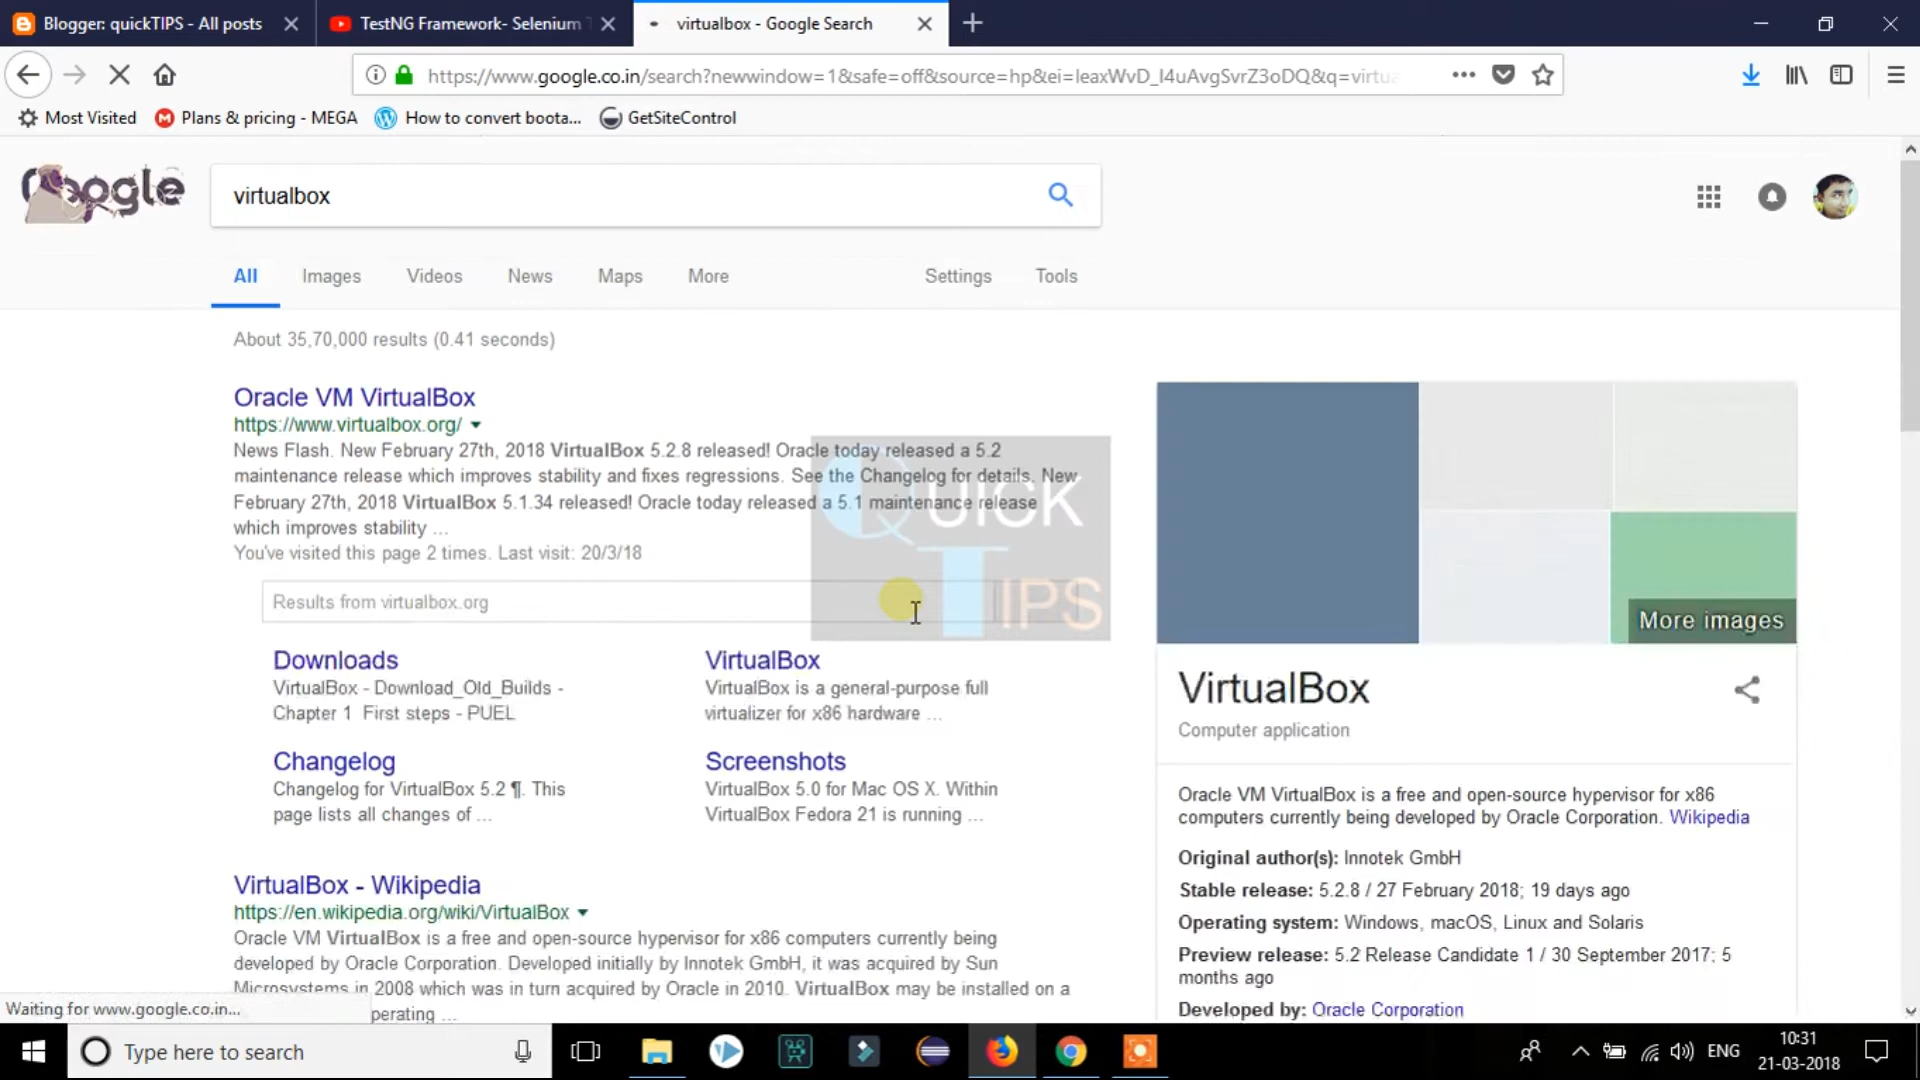 Blogger: quickTIPS - All posts
TestNG Framework- Selenium T
virtualbox - Google Search
https://www.google.co.in/search?newwindow=1&safe=off&source=hp&ei=IeaxWvD_I4uAvgSvrZ3oDQ&q=virtua
Most Visited
Plans & pricing - MEGA
How to convert boota...
GetSiteControl
Google
virtualbox
All
Images
Videos
News
Maps
More
Settings
Tools
About 35,70,000 results (0.41 seconds)
Oracle VM VirtualBox
https://www.virtualbox.org/
News Flash. New February 27th, 2018 VirtualBox 5.2.8 released! Oracle today released a 5.2
maintenance release which improves stability and fixes regressions. See the Changelog for details. New
February 27th, 2018 VirtualBox 5.1.34 released! Oracle today released a 5.1 maintenance release
which improves stability ...
You've visited this page 2 times. Last visit: 20/3/18
QUICK
TIPS
Results from virtualbox.org
Downloads
VirtualBox - Download_Old_Builds -
Chapter 1 First steps - PUEL
VirtualBox
VirtualBox is a general-purpose full
virtualizer for x86 hardware ...
Changelog
Changelog for VirtualBox 5.2 ¶. This
page lists all changes of ...
Screenshots
VirtualBox 5.0 for Mac OS X. Within
VirtualBox Fedora 21 is running ...
VirtualBox - Wikipedia
https://en.wikipedia.org/wiki/VirtualBox
Oracle VM VirtualBox is a free and open-source hypervisor for x86 computers currently being
developed by Oracle Corporation. Developed initially by Innotek GmbH, it was acquired by Sun
Microsystems in 2008 which was in turn acquired by Oracle in 2010. VirtualBox may be installed on a
perating ...
More images
VirtualBox
Computer application
Oracle VM VirtualBox is a free and open-source hypervisor for x86
computers currently being developed by Oracle Corporation. Wikipedia
Original author(s): Innotek GmbH
Stable release: 5.2.8 / 27 February 2018; 19 days ago
Operating system: Windows, macOS, Linux and Solaris
Preview release: 5.2 Release Candidate 1 / 30 September 2017; 5
months ago
Developed by: Oracle Corporation
Waiting for www.google.co.in...
Type here to search
ENG
10:31
21-03-2018